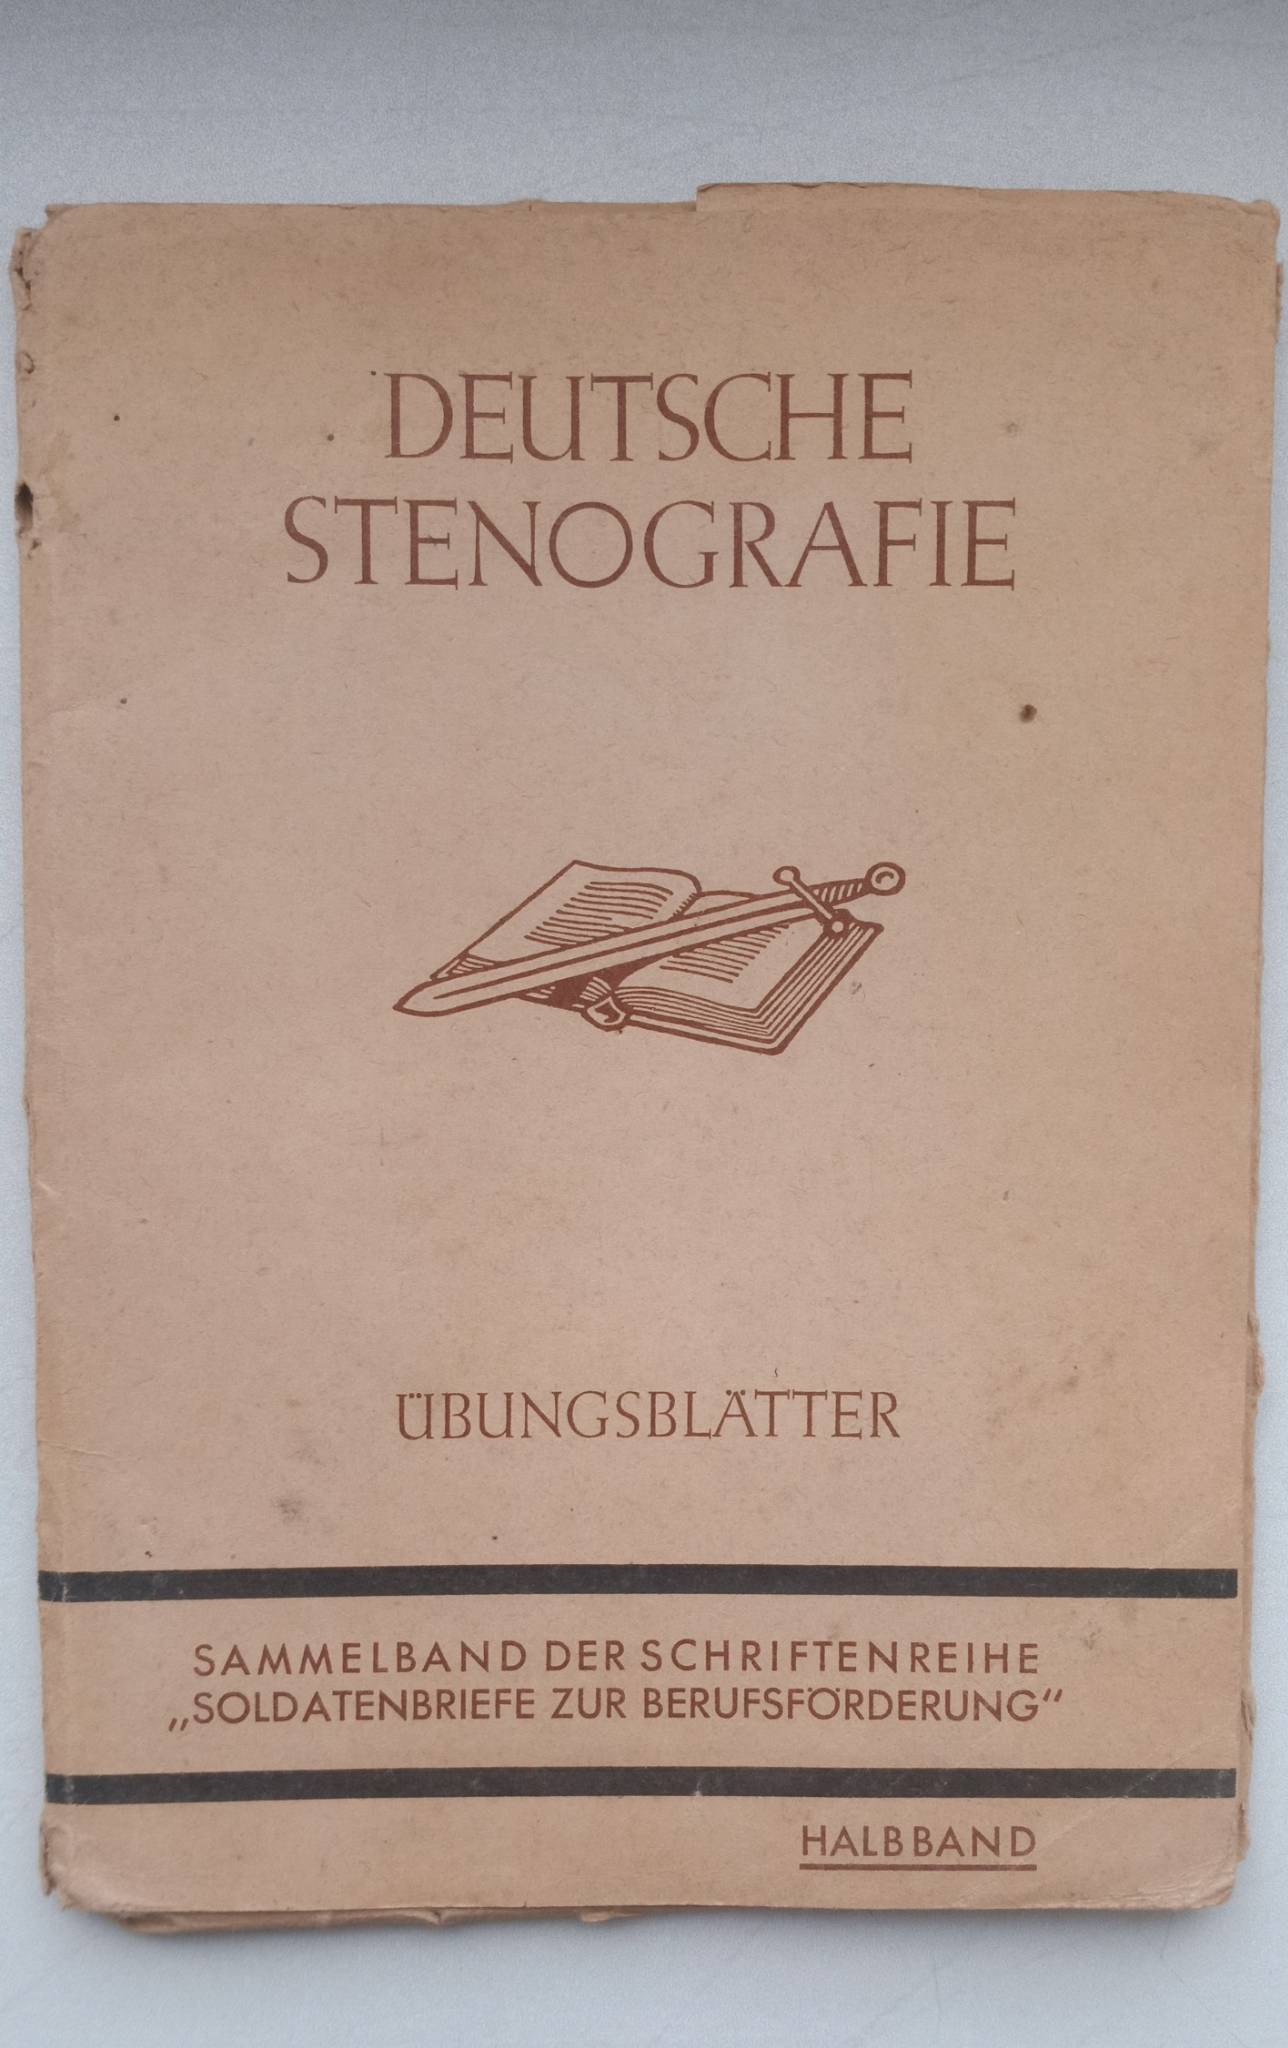 DEUTSCHE
STENOGRAFIE
ÜBUNGSBLÄTTER
SAMMELBAND DER SCHRIFTENREIHE
„SOLDATENBRIEFE ZUR BERUFSFÖRDERUNG“
HALBBAND